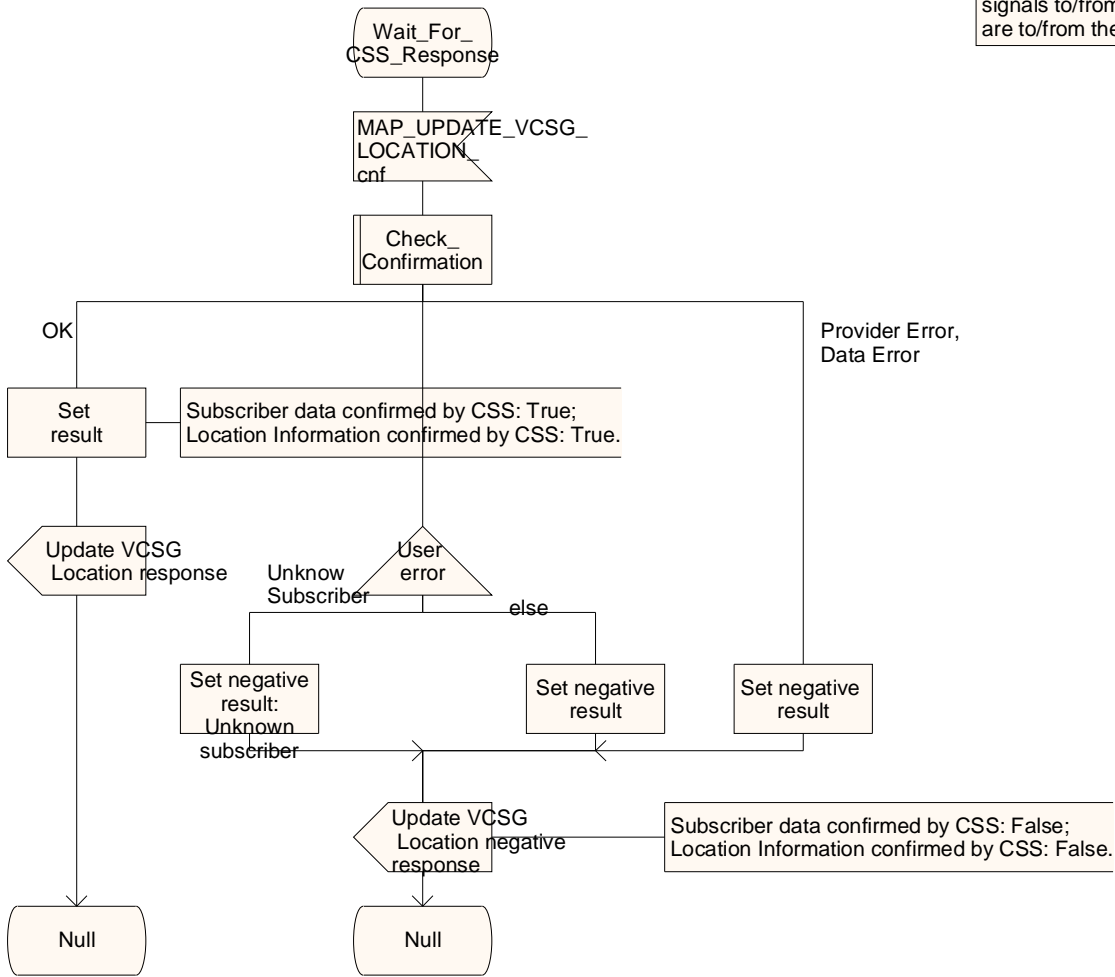 signals to/from
are to/from the
Wait_For_
CSS_Response
MAP_UPDATE_VCSG_
LOCATION_
cnf
Check_
Confirmation
OK
Provider Error,
Data Error
Set
result
Subscriber data confirmed by CSS: True;
Location Information confirmed by CSS: True.
Update VCSG
Location response
User
error
Unknow
Subscriber
else
Set negative
result:
Unknown
subscriber
Set negative
result
Set negative
result
Update VCSG
Location negative
response
Subscriber data confirmed by CSS: False;
Location Information confirmed by CSS: False.
Null
Null